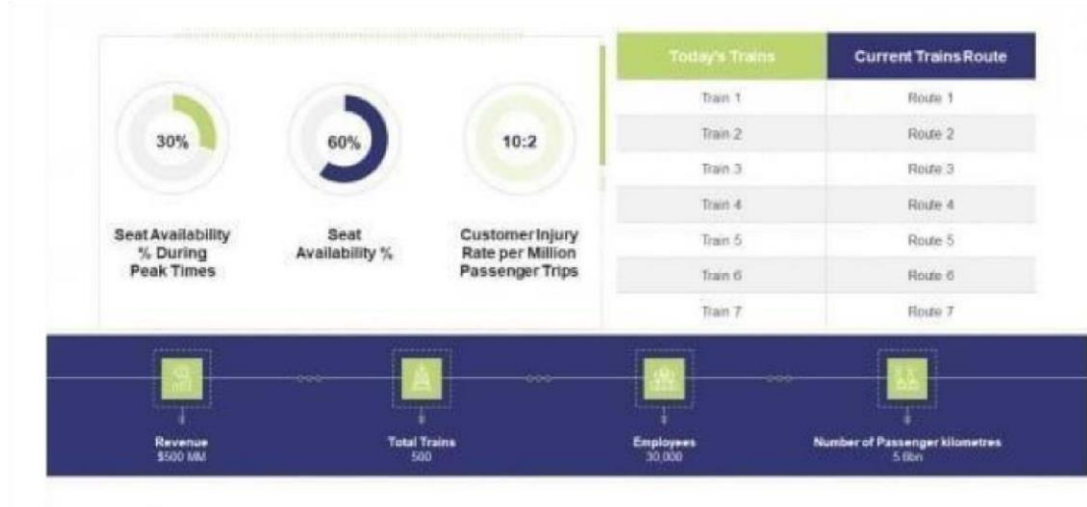 30%
60%
10:2
Seat Availability
% During
Peak Times
Seat
Availability %
Customer Injury
Rate per Million
Passenger Trips
Today's Trains Current Trains Route
Train 1 Route 1
Train 2 Route 2
Train 3 Route 3
Train 4 Route 4
Train 5 Route 5
Train 6 Route 6
Train 7 Route 7
Revenue
$500 MM
Total Trains
500
Employees
30,000
Number of Passenger kilometres
5.6bn